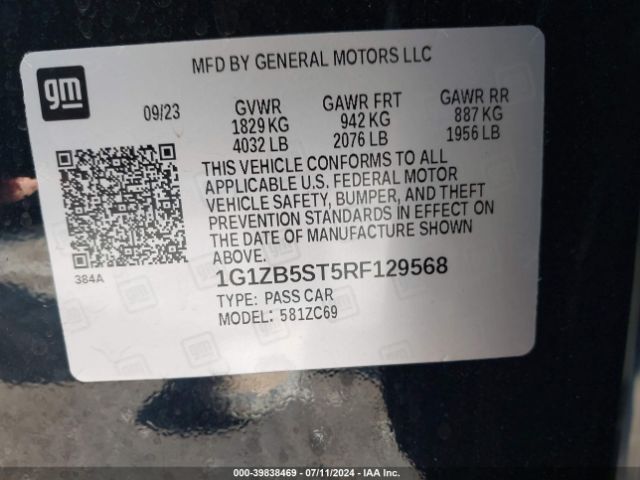 MFD BY GENERAL MOTORS LLC
gm
09/23
GVWR GAWR FRT GAWR RR
1829 KG 942 KG 887 KG
4032 LB 2076 LB 1956 LB
THIS VEHICLE CONFORMS TO ALL
APPLICABLE U.S. FEDERAL MOTOR
VEHICLE SAFETY, BUMPER, AND THEFT
PREVENTION STANDARDS IN EFFECT ON
THE DATE OF MANUFACTURE SHOWN
ABOVE.
384A
1G1ZB5ST5RF129568
TYPE: PASS CAR
MODEL: 581ZC69
000-39838469 - 07/11/2024 - IAA Inc.